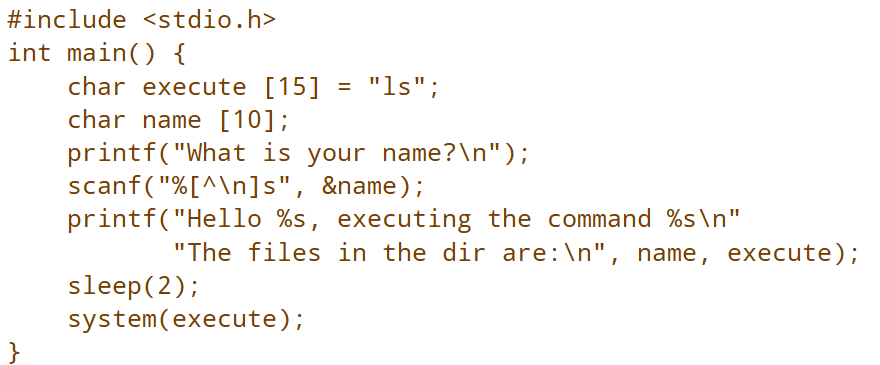 #include <stdio.h>
int main() {
    char execute [15] = "ls";
    char name [10];
    printf("What is your name?\n");
    scanf("%[^\n]s", &name);
    printf("Hello %s, executing the command %s\n"
           "The files in the dir are:\n", name, execute);
    sleep(2);
    system(execute);
}